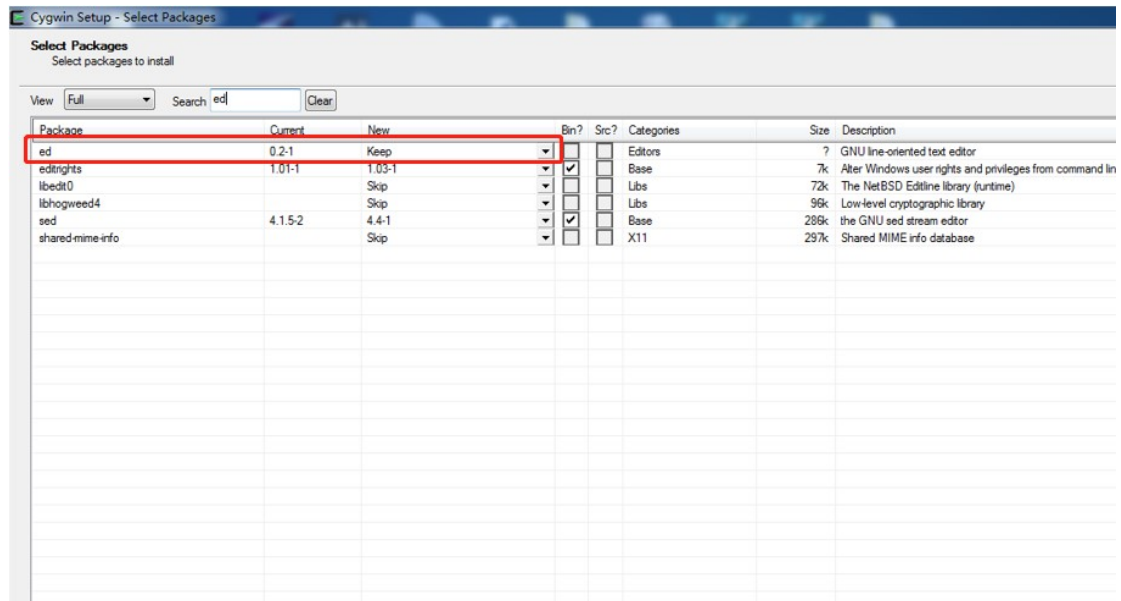 Cygwin Setup - Select Packages
Select Packages
Select packages to install
View Full Search ed Clear
Package Current New Bin? Src? Categories Size Description
ed 0.2-1 Keep Editors ? GNU line-oriented text editor
editrights 1.01-1 1.03-1 Base 7k Alter Windows user rights and privileges from command lin
libedit0 Skip Libs 72k The NetBSD Editline library (runtime)
libhogweed4 Skip Libs 96k Low-level cryptographic library
sed 4.1.5-2 4.4-1 Base 286k the GNU sed stream editor
shared-mime-info Skip X11 297k Shared MIME info database